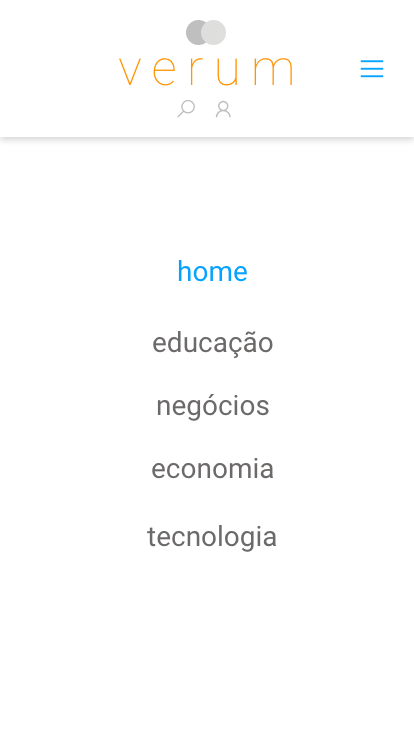 verum
home
educação
negócios
economia
tecnologia